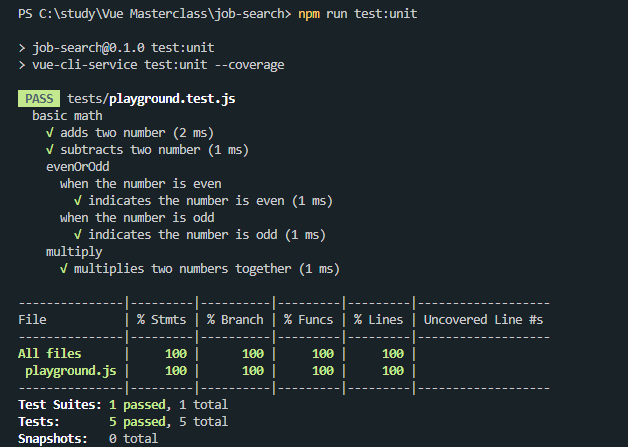 PS C:\study\Vue Masterclass\job-search> npm run test:unit
> job-search@0.1.0 test:unit
> vue-cli-service test:unit --coverage
PASS tests/playground.test.js
basic math
√ adds two number (2 ms)
√ subtracts two number (1 ms)
evenOrOdd
when the number is even
√ indicates the number is even (1 ms)
when the number is odd
√ indicates the number is odd (1 ms)
multiply
√ multiplies two numbers together (1 ms)
---------------|---------|----------|---------|---------|-------------------
File           | % Stmts | % Branch | % Funcs | % Lines | Uncovered Line #s
---------------|---------|----------|---------|---------|-------------------
All files      |     100 |      100 |     100 |     100 |
playground.js |     100 |      100 |     100 |     100 |
---------------|---------|----------|---------|---------|-------------------
Test Suites: 1 passed, 1 total
Tests:       5 passed, 5 total
Snapshots:   0 total